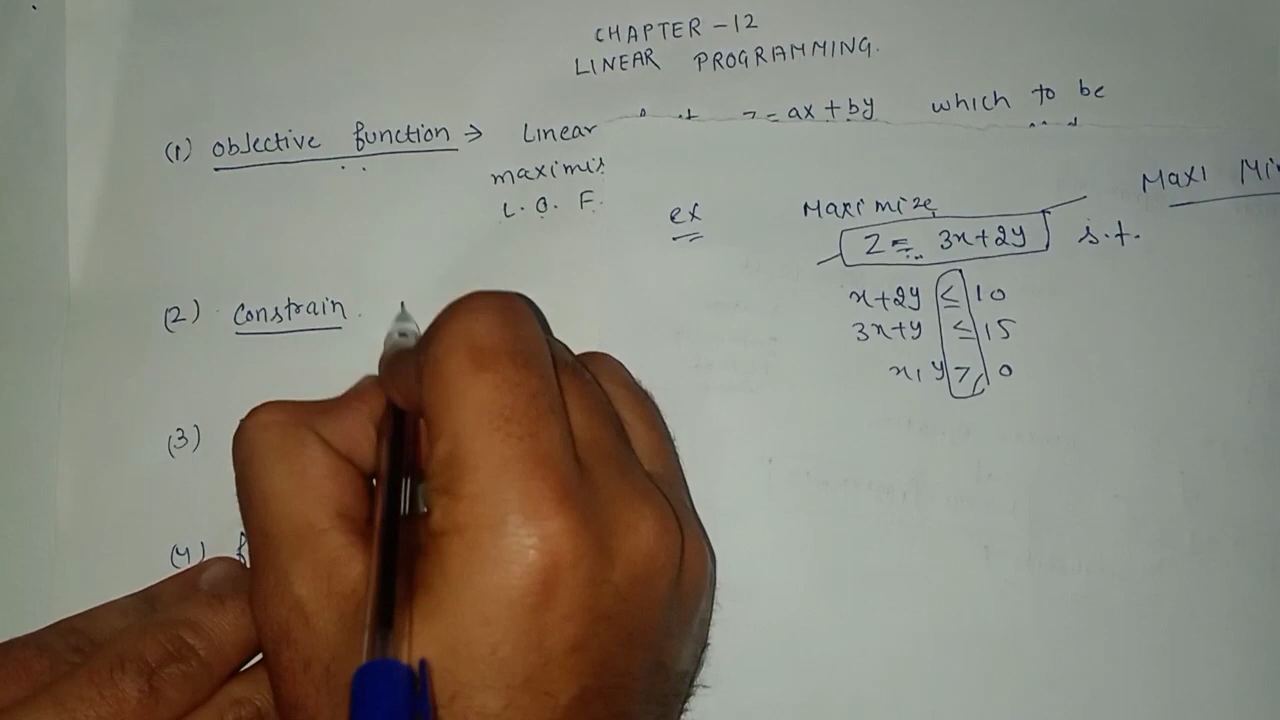 CHAPTER - 12
LINEAR PROGRAMMING.
(1) Objective function → Linear z = ax + by which to be
maximi
L. O. F.
ex Maximize Maxi Mi
Z = 3x+2y s.t.
x+2y ≤ 10
3x+y ≤ 15
x, y ≥ 0
(2) Constrain
(3)
(4) f